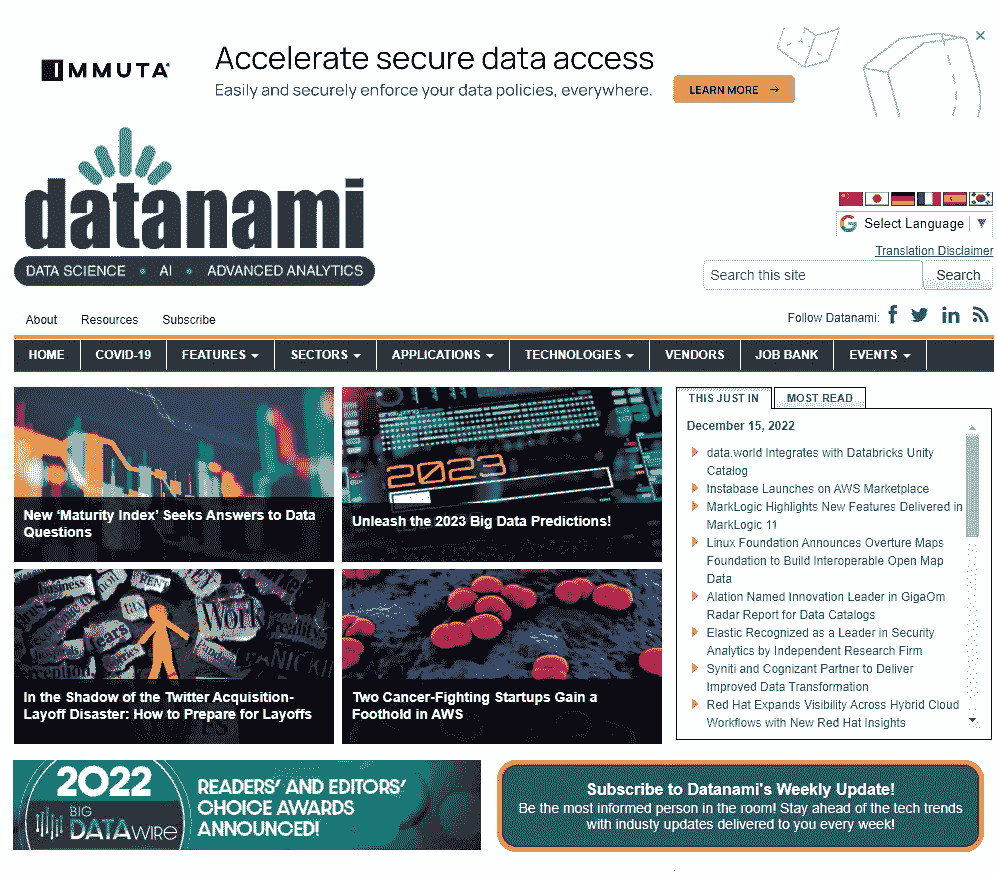 IMMUTA
Accelerate secure data access
Easily and securely enforce your data policies, everywhere.
LEARN MORE →
datanami
DATA SCIENCE • AI • ADVANCED ANALYTICS
Select Language
Translation Disclaimer
Search this site
Search
About Resources Subscribe
Follow Datanami:
HOME COVID-19 FEATURES SECTORS APPLICATIONS TECHNOLOGIES VENDORS JOB BANK EVENTS
New ‘Maturity Index’ Seeks Answers to Data
Questions
2023
Unleash the 2023 Big Data Predictions!
business
RENT
TAX
Work
PANICKIN
In the Shadow of the Twitter Acquisition-
Layoff Disaster: How to Prepare for Layoffs
Two Cancer-Fighting Startups Gain a
Foothold in AWS
THIS JUST IN MOST READ
December 15, 2022
data.world Integrates with Databricks Unity
Catalog
Instabase Launches on AWS Marketplace
MarkLogic Highlights New Features Delivered in
MarkLogic 11
Linux Foundation Announces Overture Maps
Foundation to Build Interoperable Open Map
Data
Alation Named Innovation Leader in GigaOm
Radar Report for Data Catalogs
Elastic Recognized as a Leader in Security
Analytics by Independent Research Firm
Syniti and Cognizant Partner to Deliver
Improved Data Transformation
Red Hat Expands Visibility Across Hybrid Cloud
Workflows with New Red Hat Insights
2022
BIG
DATAWIRE
READERS’ AND EDITORS’
CHOICE AWARDS
ANNOUNCED!
Subscribe to Datanami's Weekly Update!
Be the most informed person in the room! Stay ahead of the tech trends
with industy updates delivered to you every week!